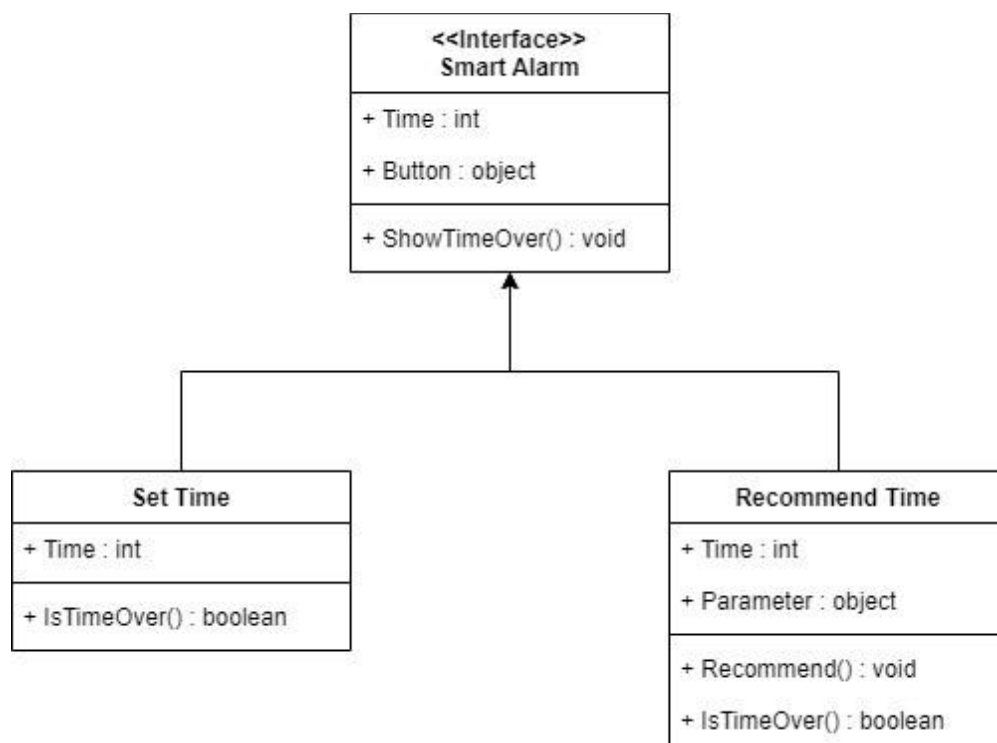 <<Interface>>
Smart Alarm
+ Time : int
+ Button : object
+ ShowTimeOver() : void
Set Time
+ Time : int
+ IsTimeOver() : boolean
Recommend Time
+ Time : int
+ Parameter : object
+ Recommend() : void
+ IsTimeOver() : boolean